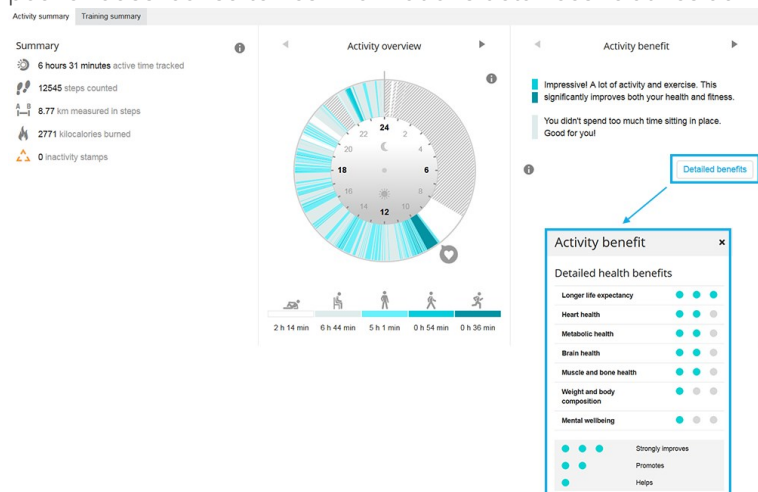 Activity summary
Training summary
Summary
6 hours 31 minutes active time tracked
12545 steps counted
A B
8.77 km measured in steps
2771 kilocalories burned
0 inactivity stamps
Activity overview
24
2
4
6
8
10
12
14
16
18
20
22
2 h 14 min
6 h 44 min
5 h 1 min
0 h 54 min
0 h 36 min
Activity benefit
Impressive! A lot of activity and exercise. This
significantly improves both your health and fitness.
You didn't spend too much time sitting in place.
Good for you!
Detailed benefits
Activity benefit
×
Detailed health benefits
Longer life expectancy
Heart health
Metabolic health
Brain health
Muscle and bone health
Weight and body
composition
Mental wellbeing
Strongly improves
Promotes
Helps